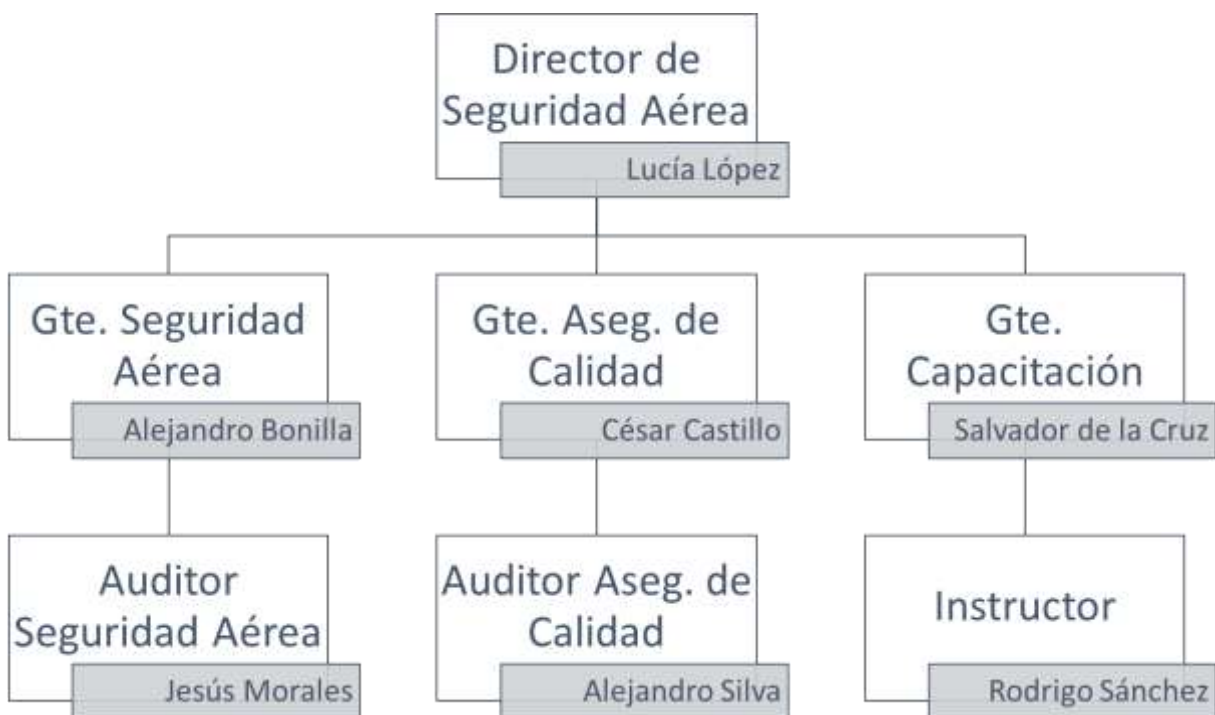 Director de
Seguridad Aérea
Lucía López
Gte. Seguridad
Aérea
Alejandro Bonilla
Gte. Aseg. de
Calidad
César Castillo
Gte.
Capacitación
Salvador de la Cruz
Auditor
Seguridad Aérea
Jesús Morales
Auditor Aseg. de
Calidad
Alejandro Silva
Instructor
Rodrigo Sánchez